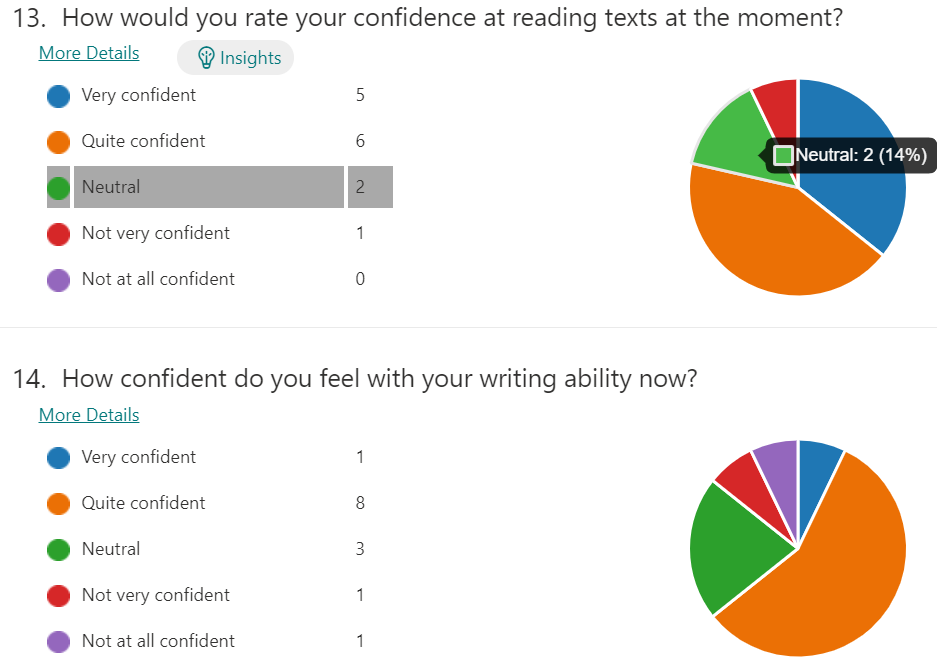 13. How would you rate your confidence at reading texts at the moment?
More Details
Insights
Very confident 5
Quite confident 6
Neutral 2
Not very confident 1
Not at all confident 0
Neutral: 2 (14%)
14. How confident do you feel with your writing ability now?
More Details
Very confident 1
Quite confident 8
Neutral 3
Not very confident 1
Not at all confident 1